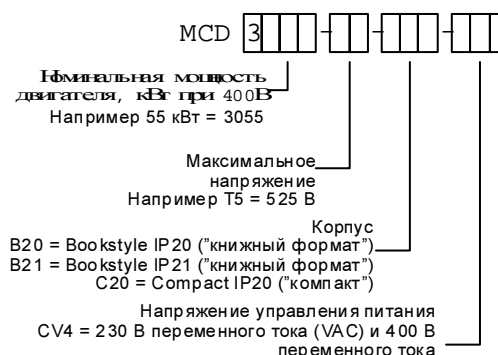 MCD 3 - - -
Номинальная мощность
двигателя, кВт при 400В
Например 55 кВт = 3055
Максимальное
напряжение
Например T5 = 525 В
Корпус
B20 = Bookstyle IP20 ("книжный формат")
B21 = Bookstyle IP21 ("книжный формат")
C20 = Compact IP20 ("компакт")
Напряжение управления питания
CV4 = 230 В переменного тока (VAC) и 400 В
переменного тока